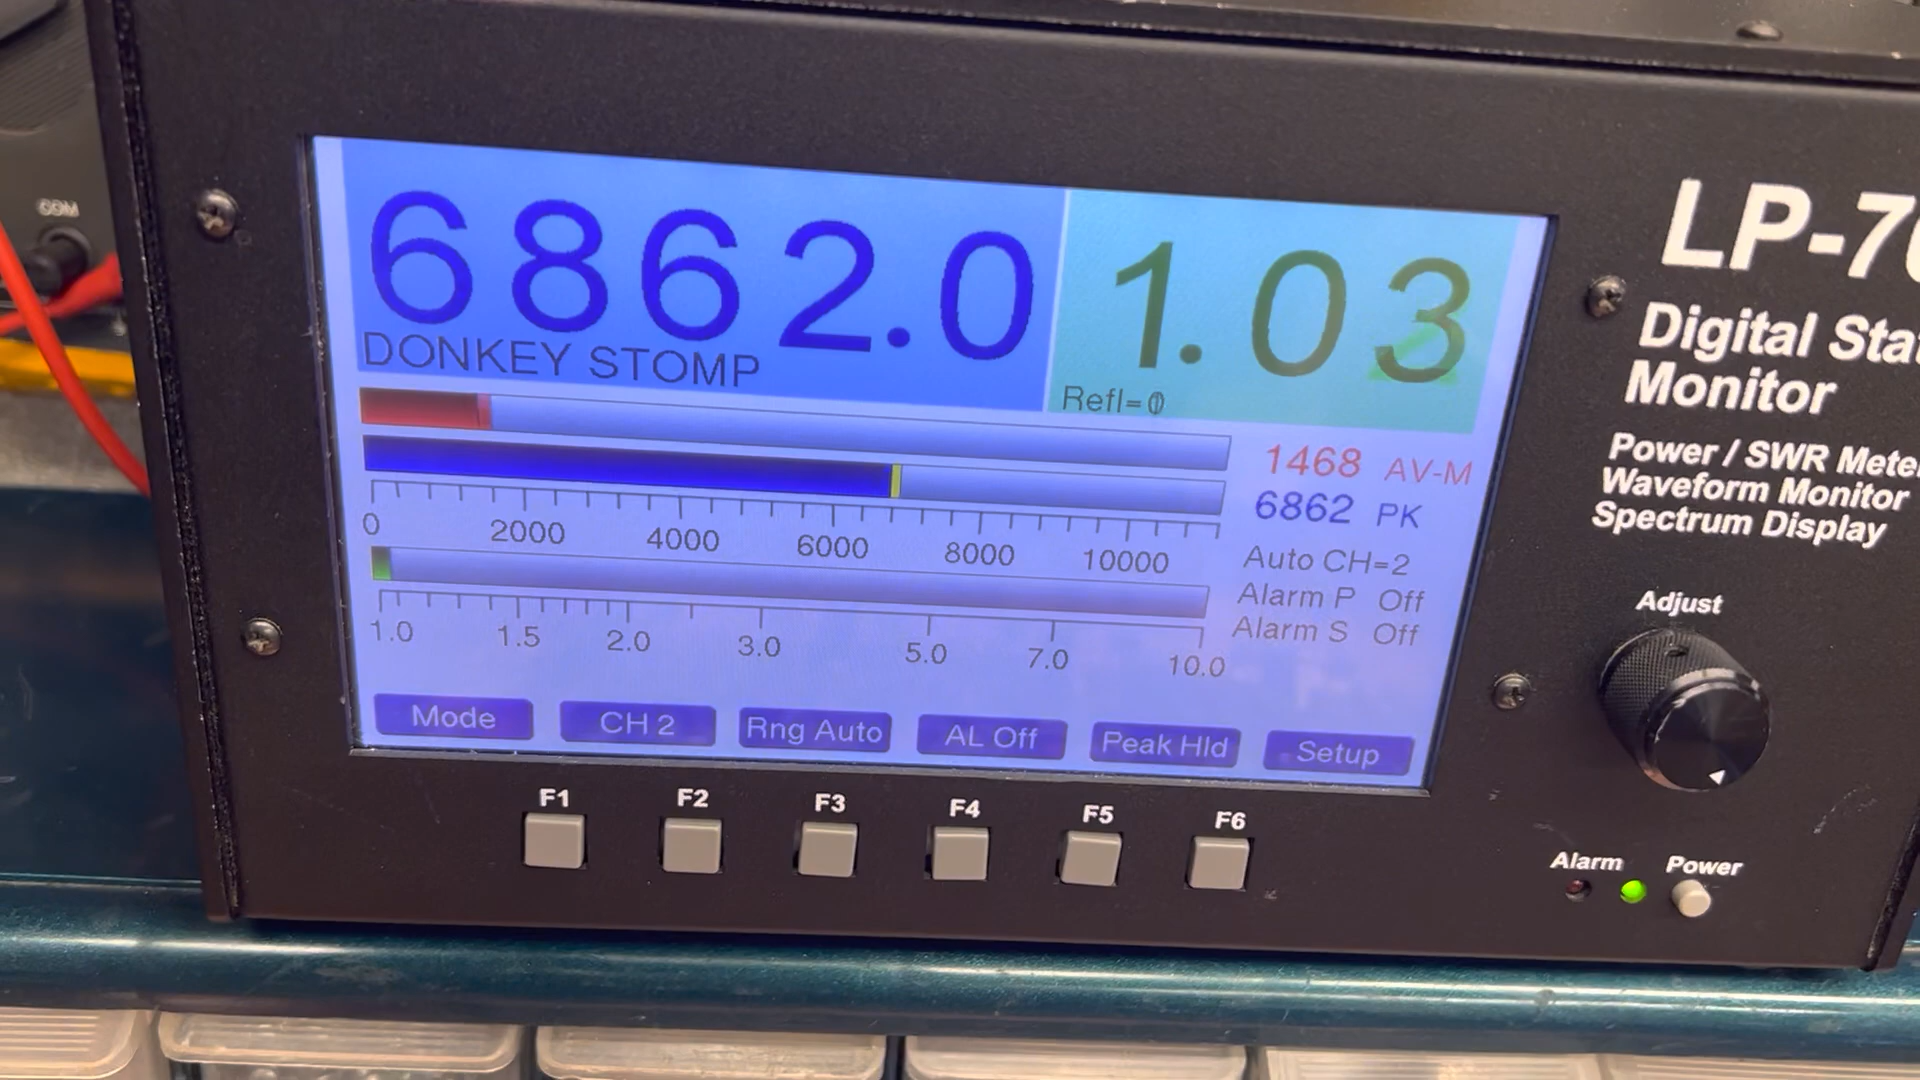 COM
6862.0
DONKEY STOMP
1.03
Refl=0
1468 AV-M
6862 PK
0 2000 4000 6000 8000 10000
Auto CH=2
Alarm P Off
Alarm S Off
1.0 1.5 2.0 3.0 5.0 7.0 10.0
Mode CH 2 Rng Auto AL Off Peak Hld Setup
F1 F2 F3 F4 F5 F6
LP-7
Digital Sta
Monitor
Power / SWR Mete
Waveform Monitor
Spectrum Display
Adjust
Alarm Power